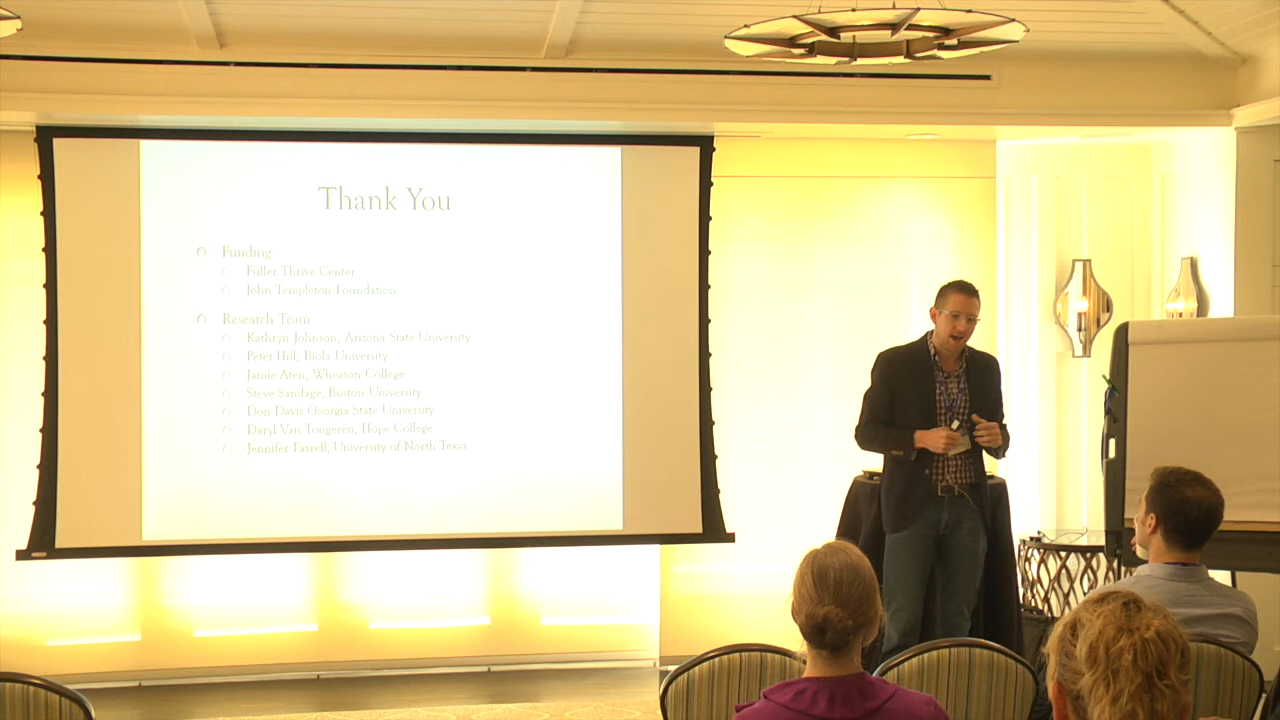 Thank You
Funding
Fuller Thrive Center
John Templeton Foundation
Research Team
Kathryn Johnson, Arizona State University
Peter Hill, Biola University
Jamie Aten, Wheaton College
Steve Sandage, Boston University
Don Davis Georgia State University
Daryl Van Tongeren, Hope College
Jennifer Farrell, University of North Texas